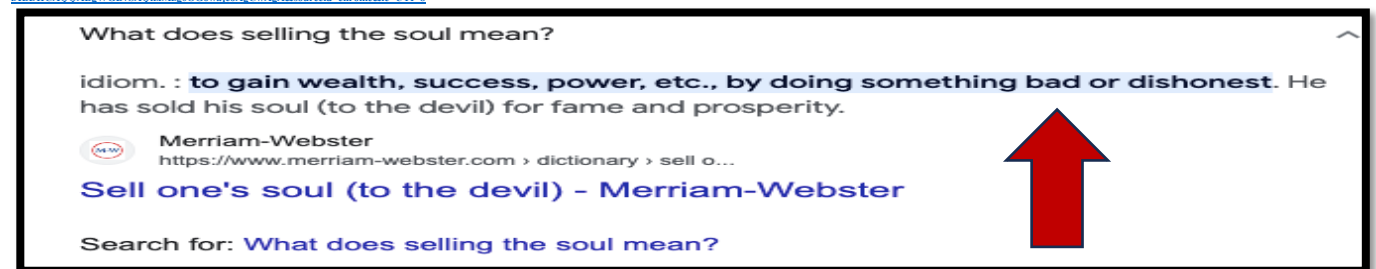 What does selling the soul mean?
idiom. : to gain wealth, success, power, etc., by doing something bad or dishonest. He
has sold his soul (to the devil) for fame and prosperity.
M-W
Merriam-Webster
https://www.merriam-webster.com › dictionary › sell o...
Sell one's soul (to the devil) - Merriam-Webster
Search for: What does selling the soul mean?